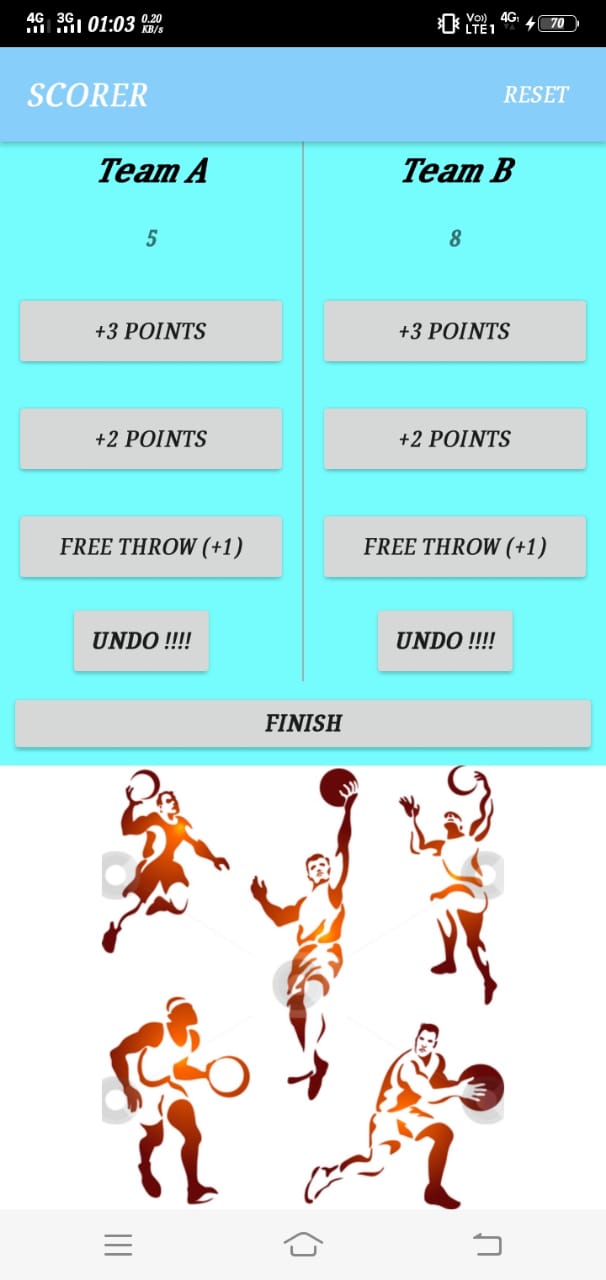 4G 3G 01:03 0.20 KB/s Vo)) LTE1 4G 70
SCORER RESET
Team A
5
+3 POINTS
+2 POINTS
FREE THROW (+1)
UNDO !!!!
Team B
8
+3 POINTS
+2 POINTS
FREE THROW (+1)
UNDO !!!!
FINISH